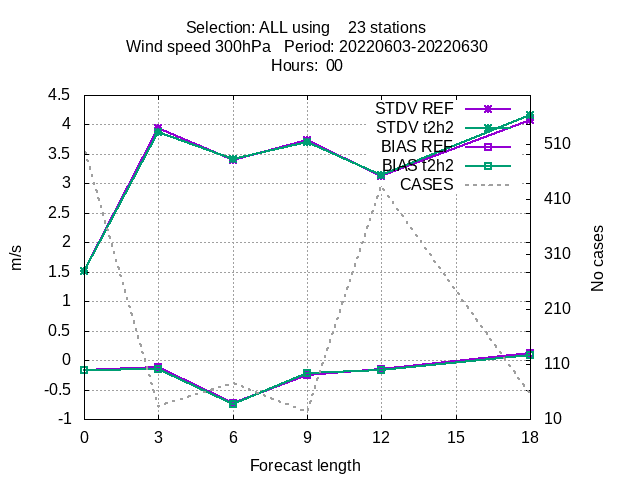 Selection: ALL using    23 stations
Wind speed 300hPa   Period: 20220603-20220630
Hours:  00
4.5
4
3.5
3
2.5
2
1.5
1
0.5
0
-0.5
-1
m/s
STDV REF
STDV t2h2
BIAS REF
BIAS t2h2
CASES
510
410
310
210
110
10
No cases
0 3 6 9 12 15 18
Forecast length